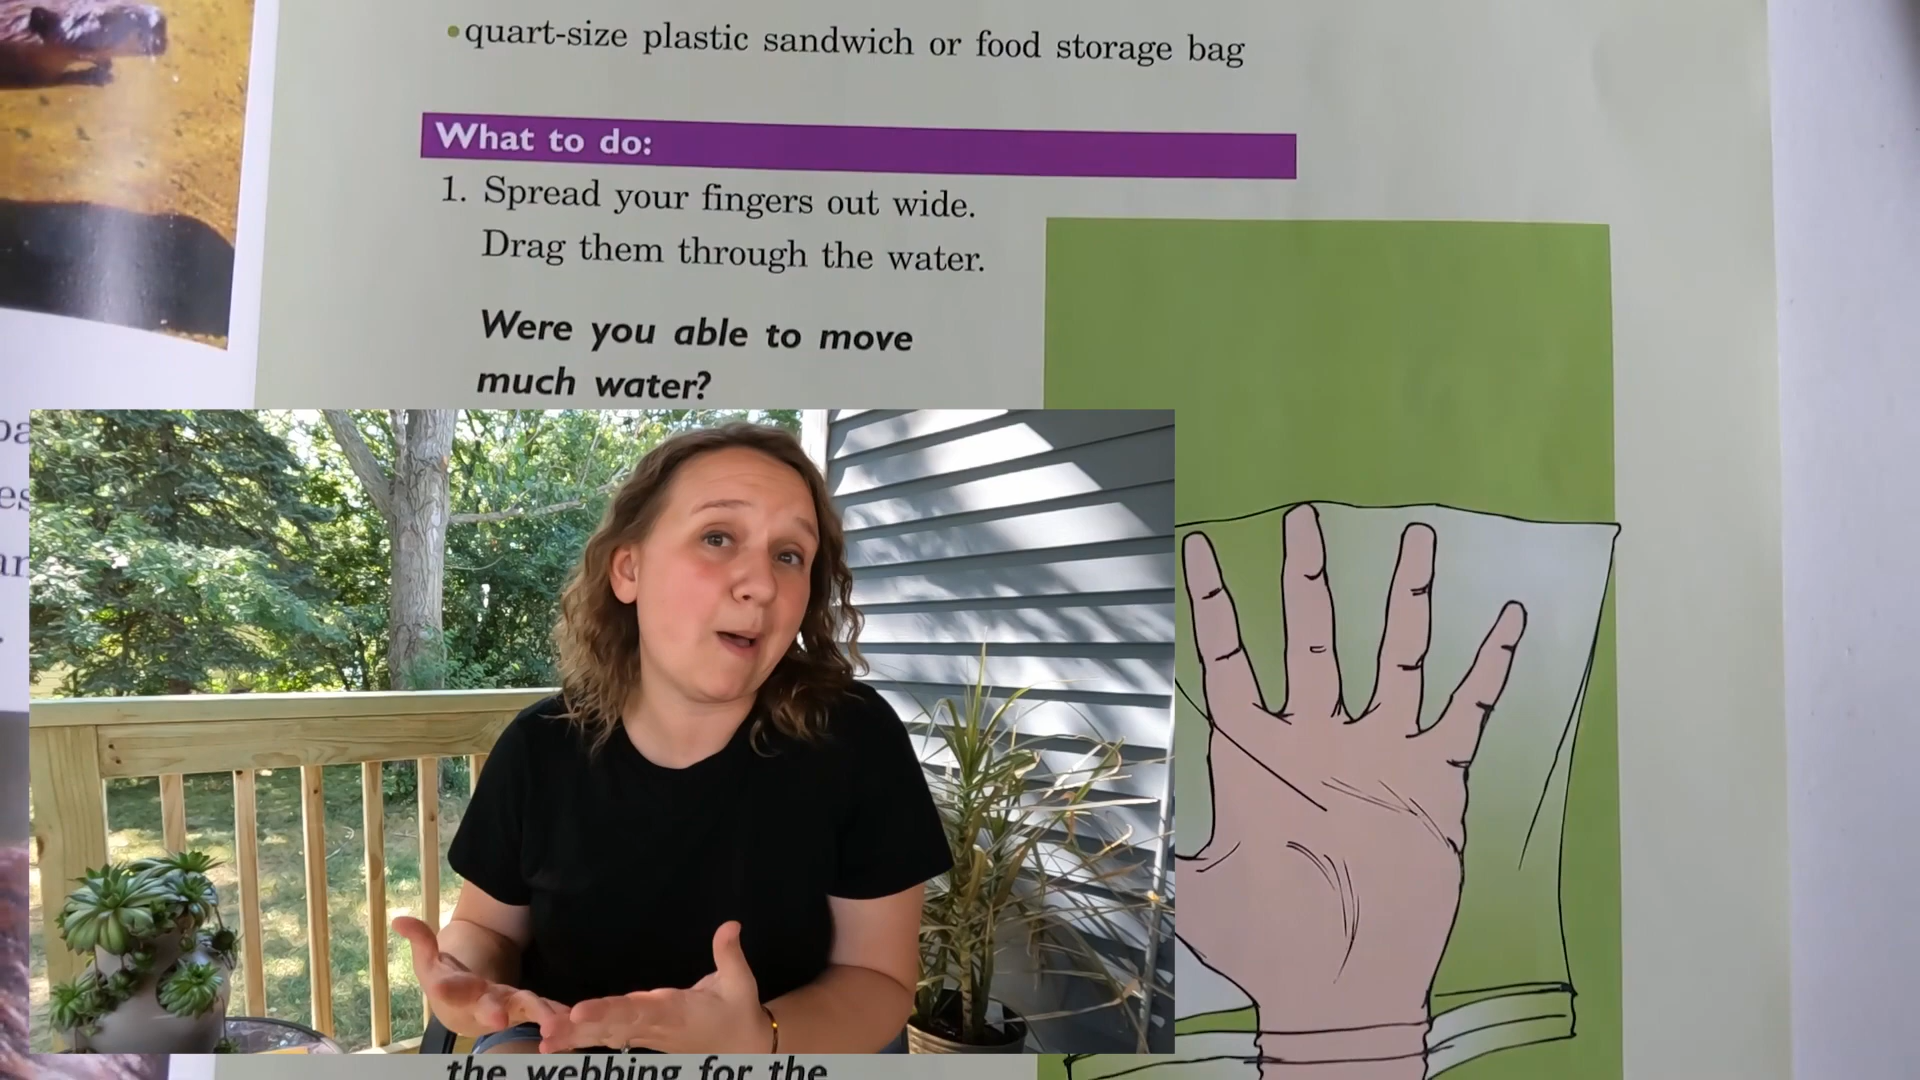 •quart-size plastic sandwich or food storage bag
What to do:
1. Spread your fingers out wide.
Drag them through the water.
Were you able to move
much water?
the webbing for the